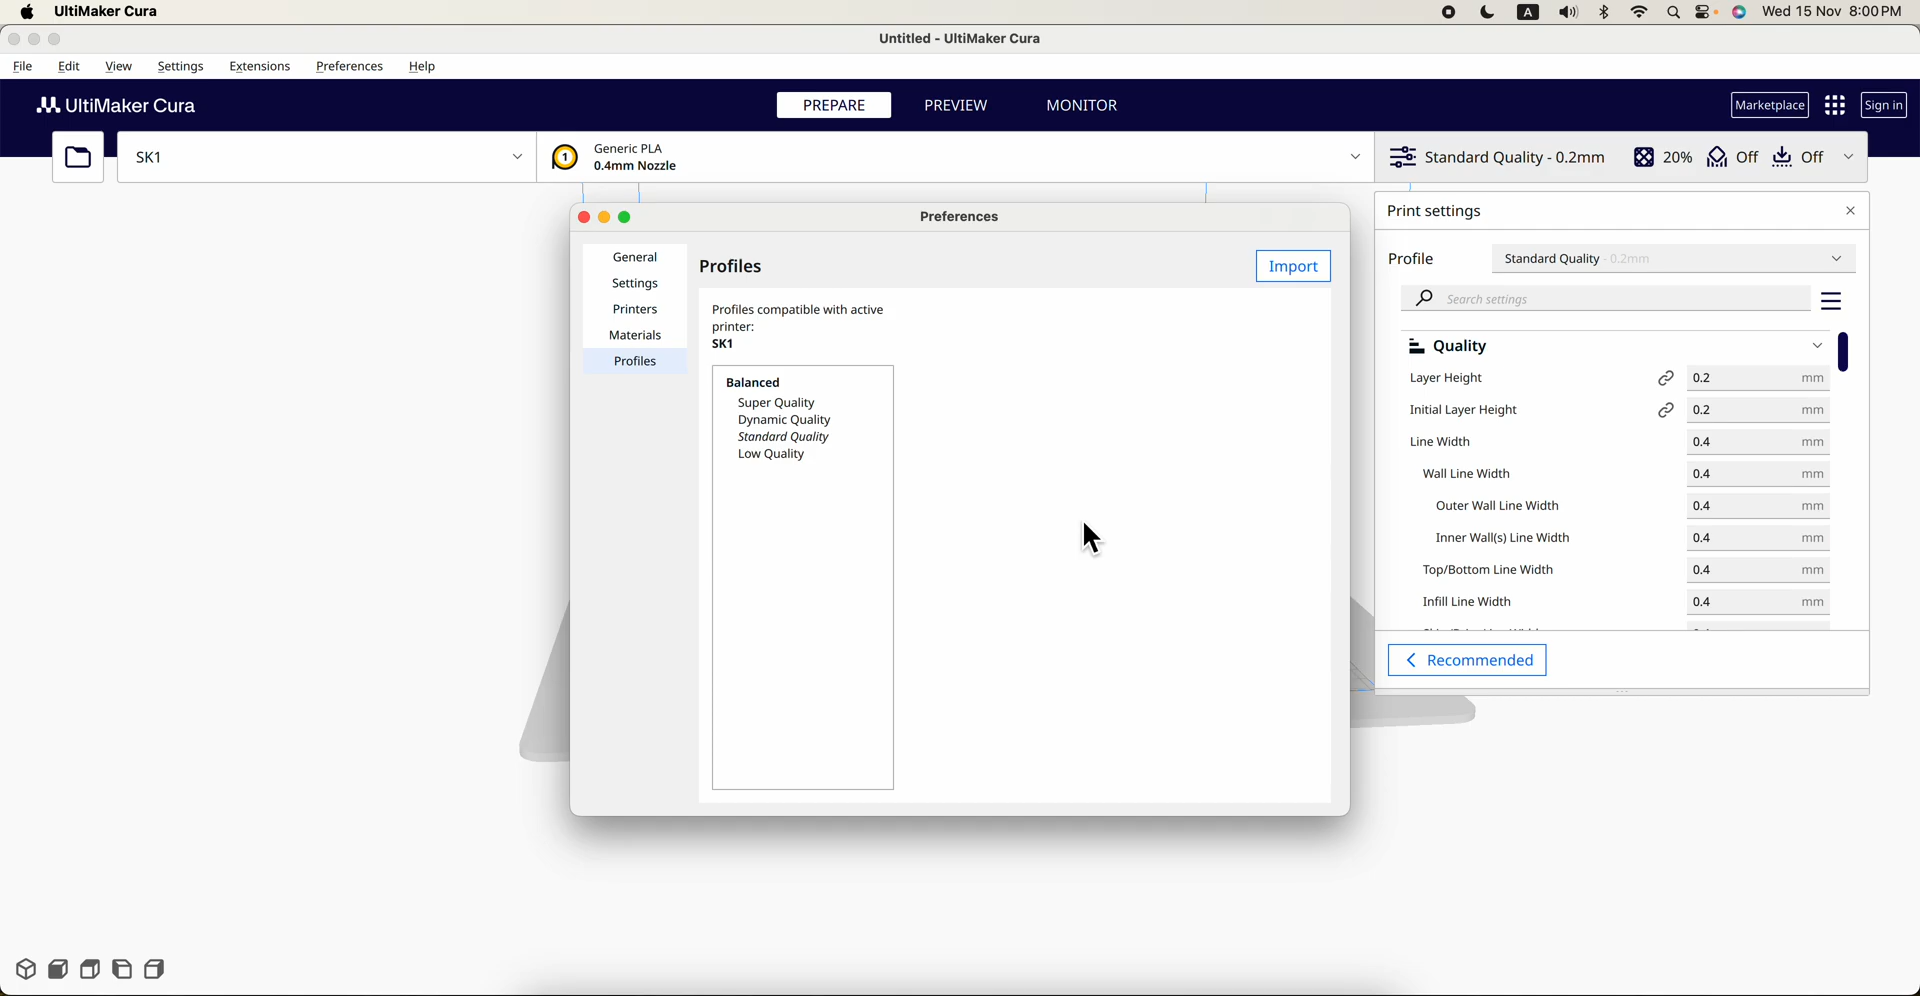 UltiMaker Cura
A
Wed 15 Nov 8:00 PM
Untitled - UltiMaker Cura
File Edit View Settings Extensions Preferences Help
UltiMaker Cura
PREPARE PREVIEW MONITOR
Marketplace Sign in
SK1
1
Generic PLA
0.4mm Nozzle
Standard Quality - 0.2mm 20% Off Off
Preferences
General
Settings
Printers
Materials
Profiles
Profiles
Import
Profiles compatible with active
printer:
SK1
Balanced
Super Quality
Dynamic Quality
Standard Quality
Low Quality
Print settings
Profile Standard Quality - 0.2mm
Search settings
Quality
Layer Height 0.2 mm
Initial Layer Height 0.2 mm
Line Width 0.4 mm
Wall Line Width 0.4 mm
Outer Wall Line Width 0.4 mm
Inner Wall(s) Line Width 0.4 mm
Top/Bottom Line Width 0.4 mm
Infill Line Width 0.4 mm
Recommended